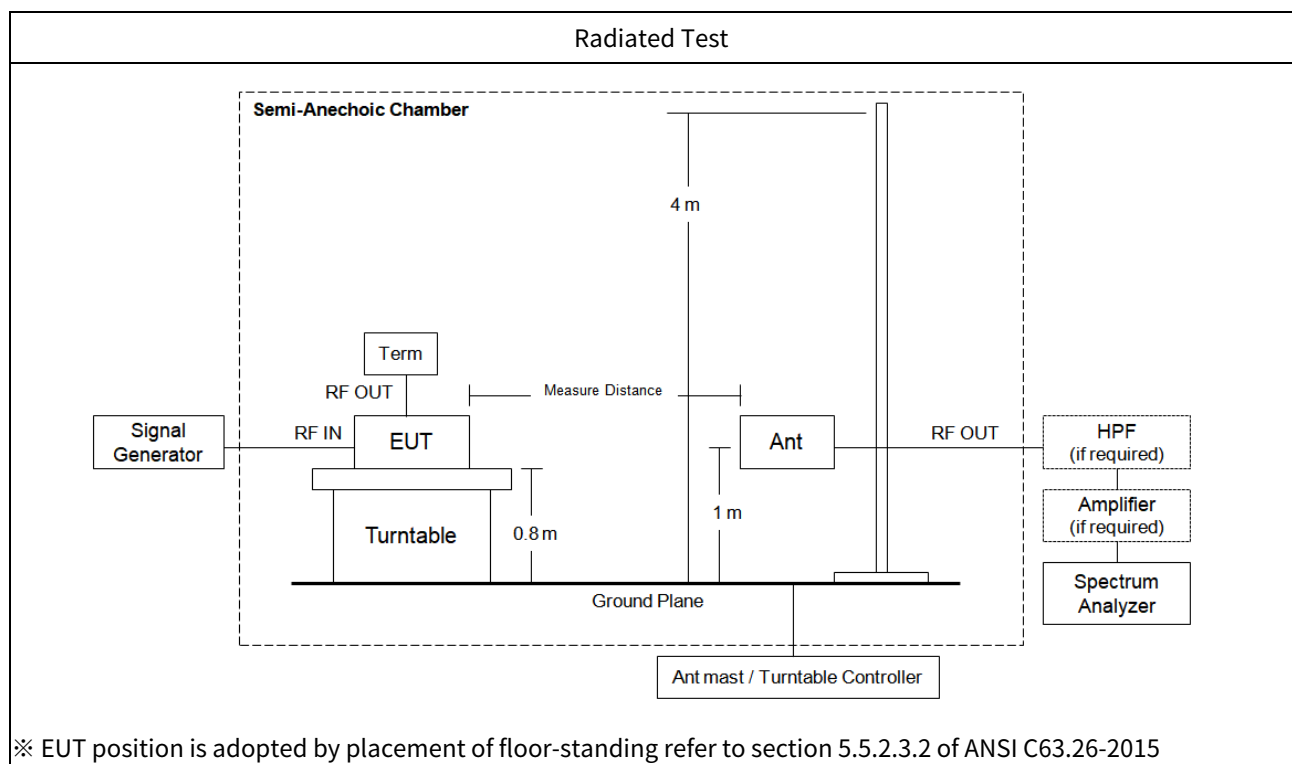 Radiated Test
Semi-Anechoic Chamber
4 m
Term
RF OUT
Measure Distance
Signal
Generator
RF IN
EUT
Ant
RF OUT
HPF
(if required)
1 m
Amplifier
(if required)
Turntable
0.8 m
Spectrum
Analyzer
Ground Plane
Ant mast / Turntable Controller
※ EUT position is adopted by placement of floor-standing refer to section 5.5.2.3.2 of ANSI C63.26-2015